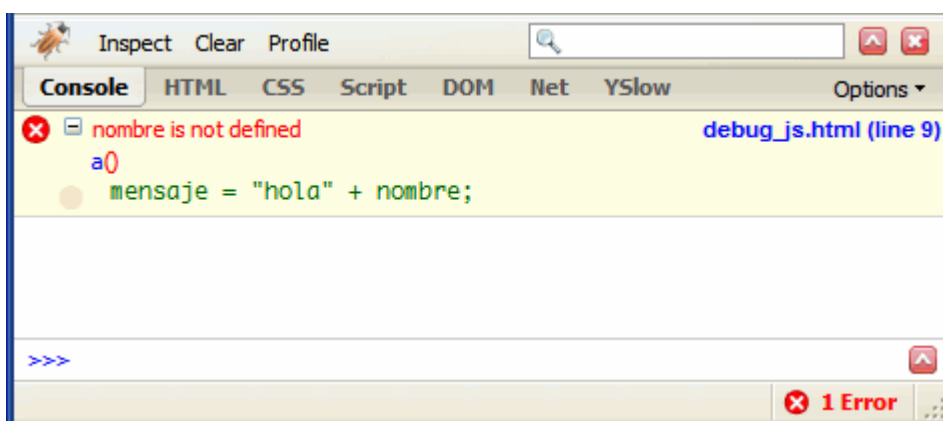 Inspect Clear Profile
Console HTML CSS Script DOM Net YSlow Options
nombre is not defined debug_js.html (line 9)
a()
mensaje = "hola" + nombre;
>>>
1 Error